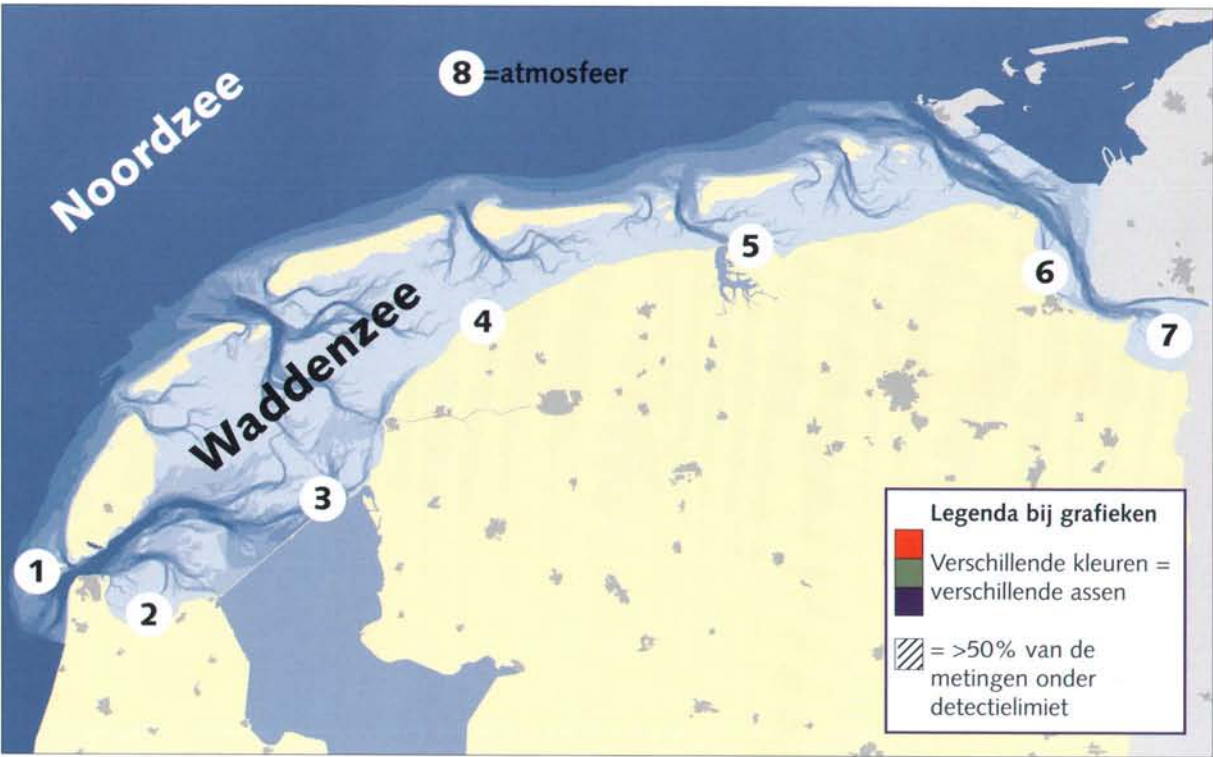 8 =atmosfeer
Noordzee
Waddenzee
5
6
4
7
3
1
2
Legenda bij grafieken
Verschillende kleuren =
verschillende assen
= >50% van de
metingen onder
detectielimiet